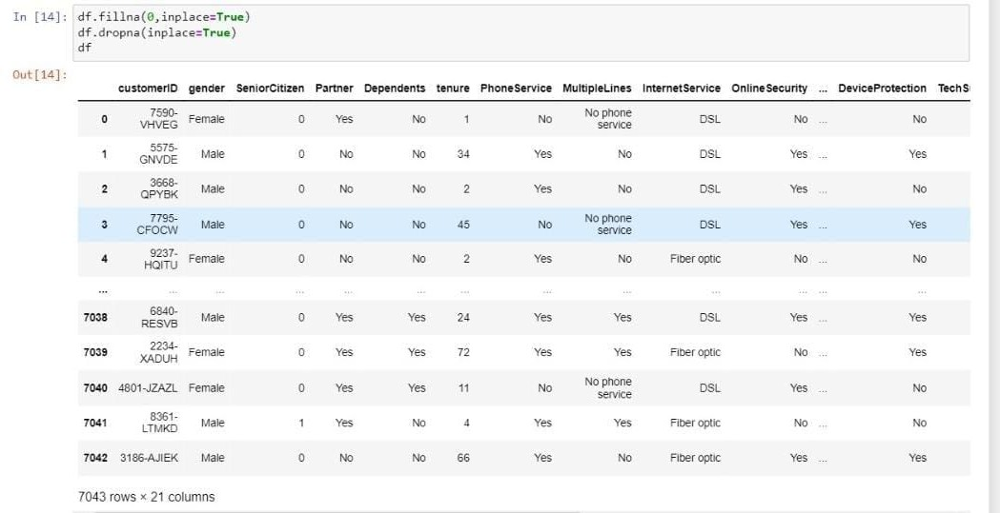 In [14]: df.fillna(0,inplace=True)
df.dropna(inplace=True)
df
Out[14]:
customerID gender SeniorCitizen Partner Dependents tenure PhoneService MultipleLines InternetService OnlineSecurity ... DeviceProtection TechS
0 7590-VHVEG Female 0 Yes No 1 No No phone service DSL No ... No
1 5575-GNVDE Male 0 No No 34 Yes No DSL Yes ... Yes
2 3668-QPYBK Male 0 No No 2 Yes No DSL Yes ... No
3 7795-CFOCW Male 0 No No 45 No No phone service DSL Yes ... Yes
4 9237-HQITU Female 0 No No 2 Yes No Fiber optic No ... No
... ... ... ... ... ... ... ... ... ... ... ... ...
7038 6840-RESVB Male 0 Yes Yes 24 Yes Yes DSL Yes ... Yes
7039 2234-XADUH Female 0 Yes Yes 72 Yes Yes Fiber optic No ... Yes
7040 4801-JZAZL Female 0 Yes Yes 11 No No phone service DSL Yes ... No
7041 8361-LTMKD Male 1 Yes No 4 Yes Yes Fiber optic No ... No
7042 3186-AJIEK Male 0 No No 66 Yes No Fiber optic Yes ... Yes
7043 rows × 21 columns